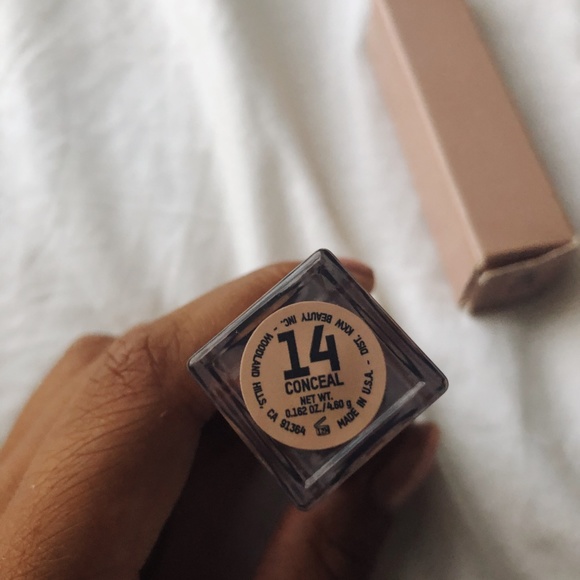 14
CONCEAL
NET WT.
0.162 OZ./4.60 g
DIST. KKW BEAUTY INC. - WOODLAND HILLS, CA 91364
MADE IN U.S.A. -